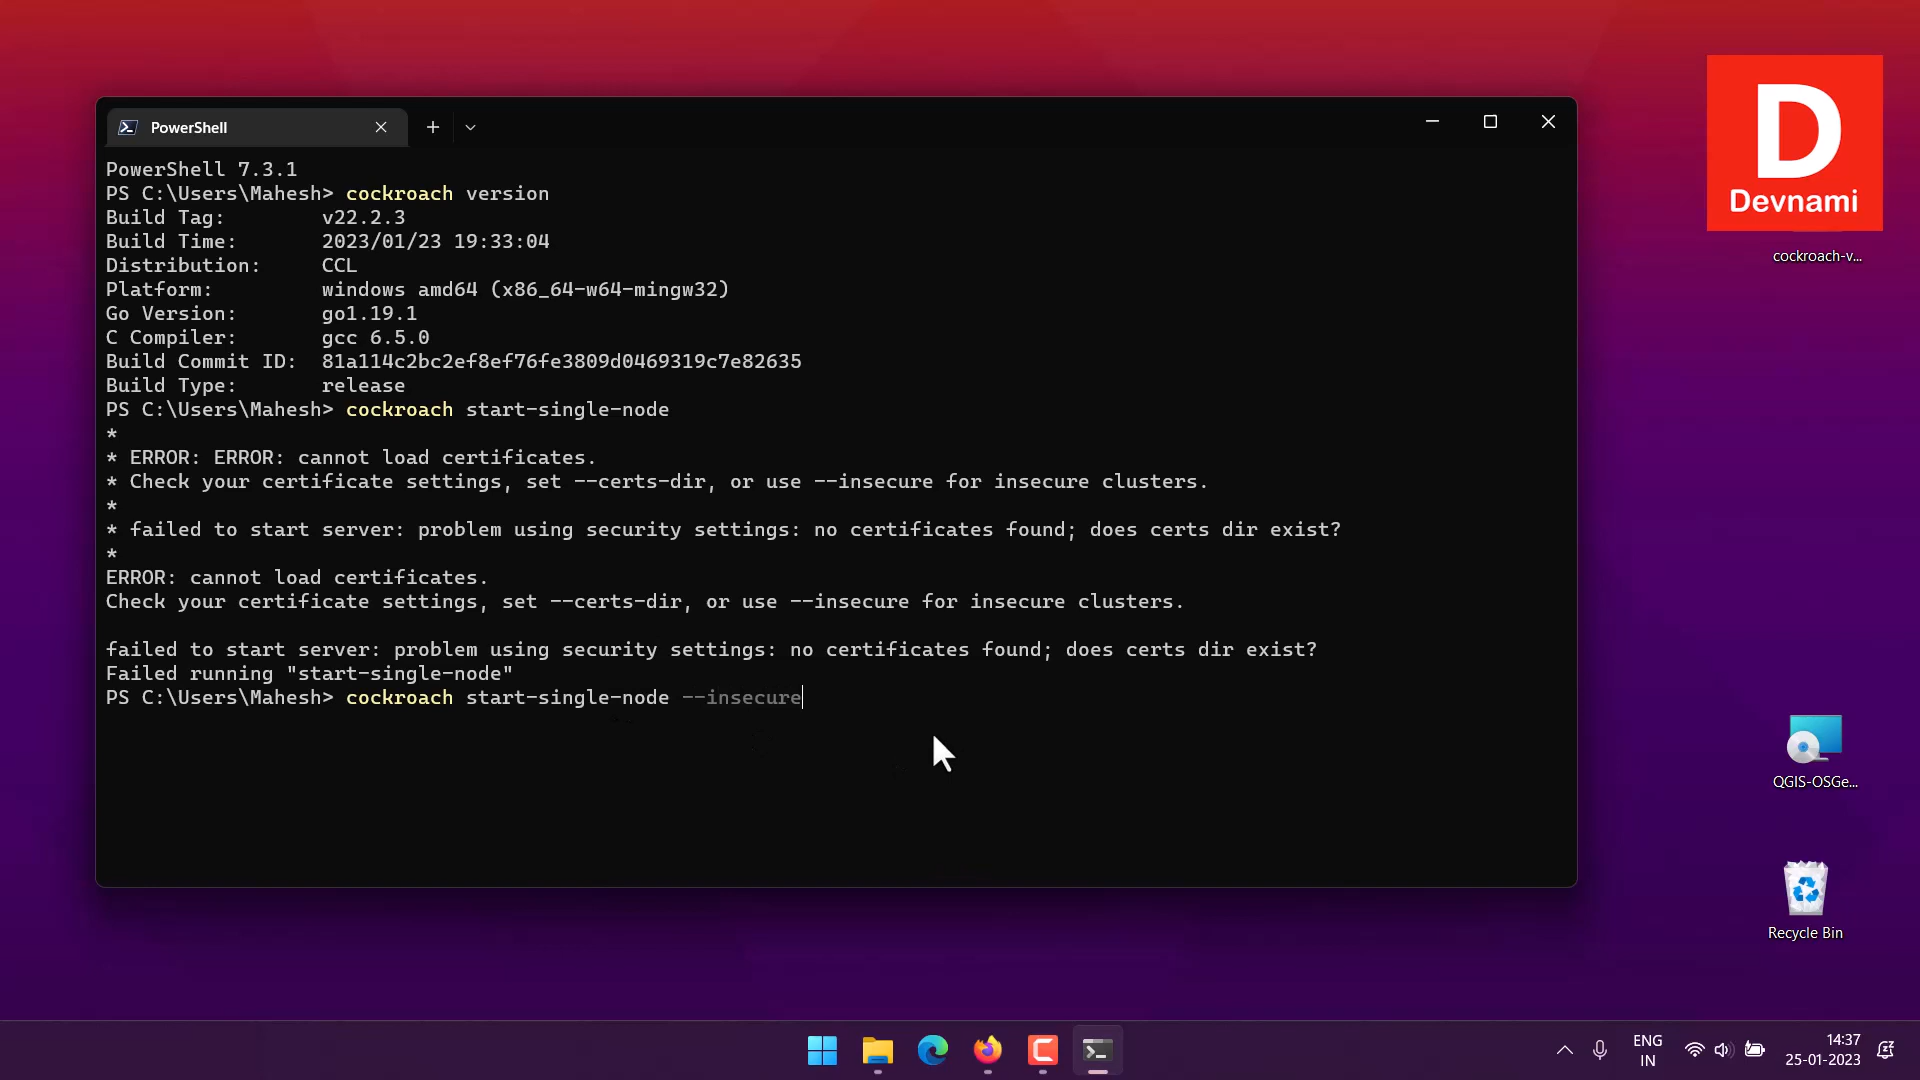 PowerShell
PowerShell 7.3.1
PS C:\Users\Mahesh> cockroach version
Build Tag:        v22.2.3
Build Time:       2023/01/23 19:33:04
Distribution:     CCL
Platform:         windows amd64 (x86_64-w64-mingw32)
Go Version:       go1.19.1
C Compiler:       gcc 6.5.0
Build Commit ID:  81a114c2bc2ef8ef76fe3809d0469319c7e82635
Build Type:       release
PS C:\Users\Mahesh> cockroach start-single-node
*
* ERROR: ERROR: cannot load certificates.
* Check your certificate settings, set --certs-dir, or use --insecure for insecure clusters.
*
* failed to start server: problem using security settings: no certificates found; does certs dir exist?
*
ERROR: cannot load certificates.
Check your certificate settings, set --certs-dir, or use --insecure for insecure clusters.
failed to start server: problem using security settings: no certificates found; does certs dir exist?
Failed running "start-single-node"
PS C:\Users\Mahesh> cockroach start-single-node --insecure
D
Devnami
cockroach-v...
QGIS-OSGe...
Recycle Bin
ENG
IN
14:37
25-01-2023